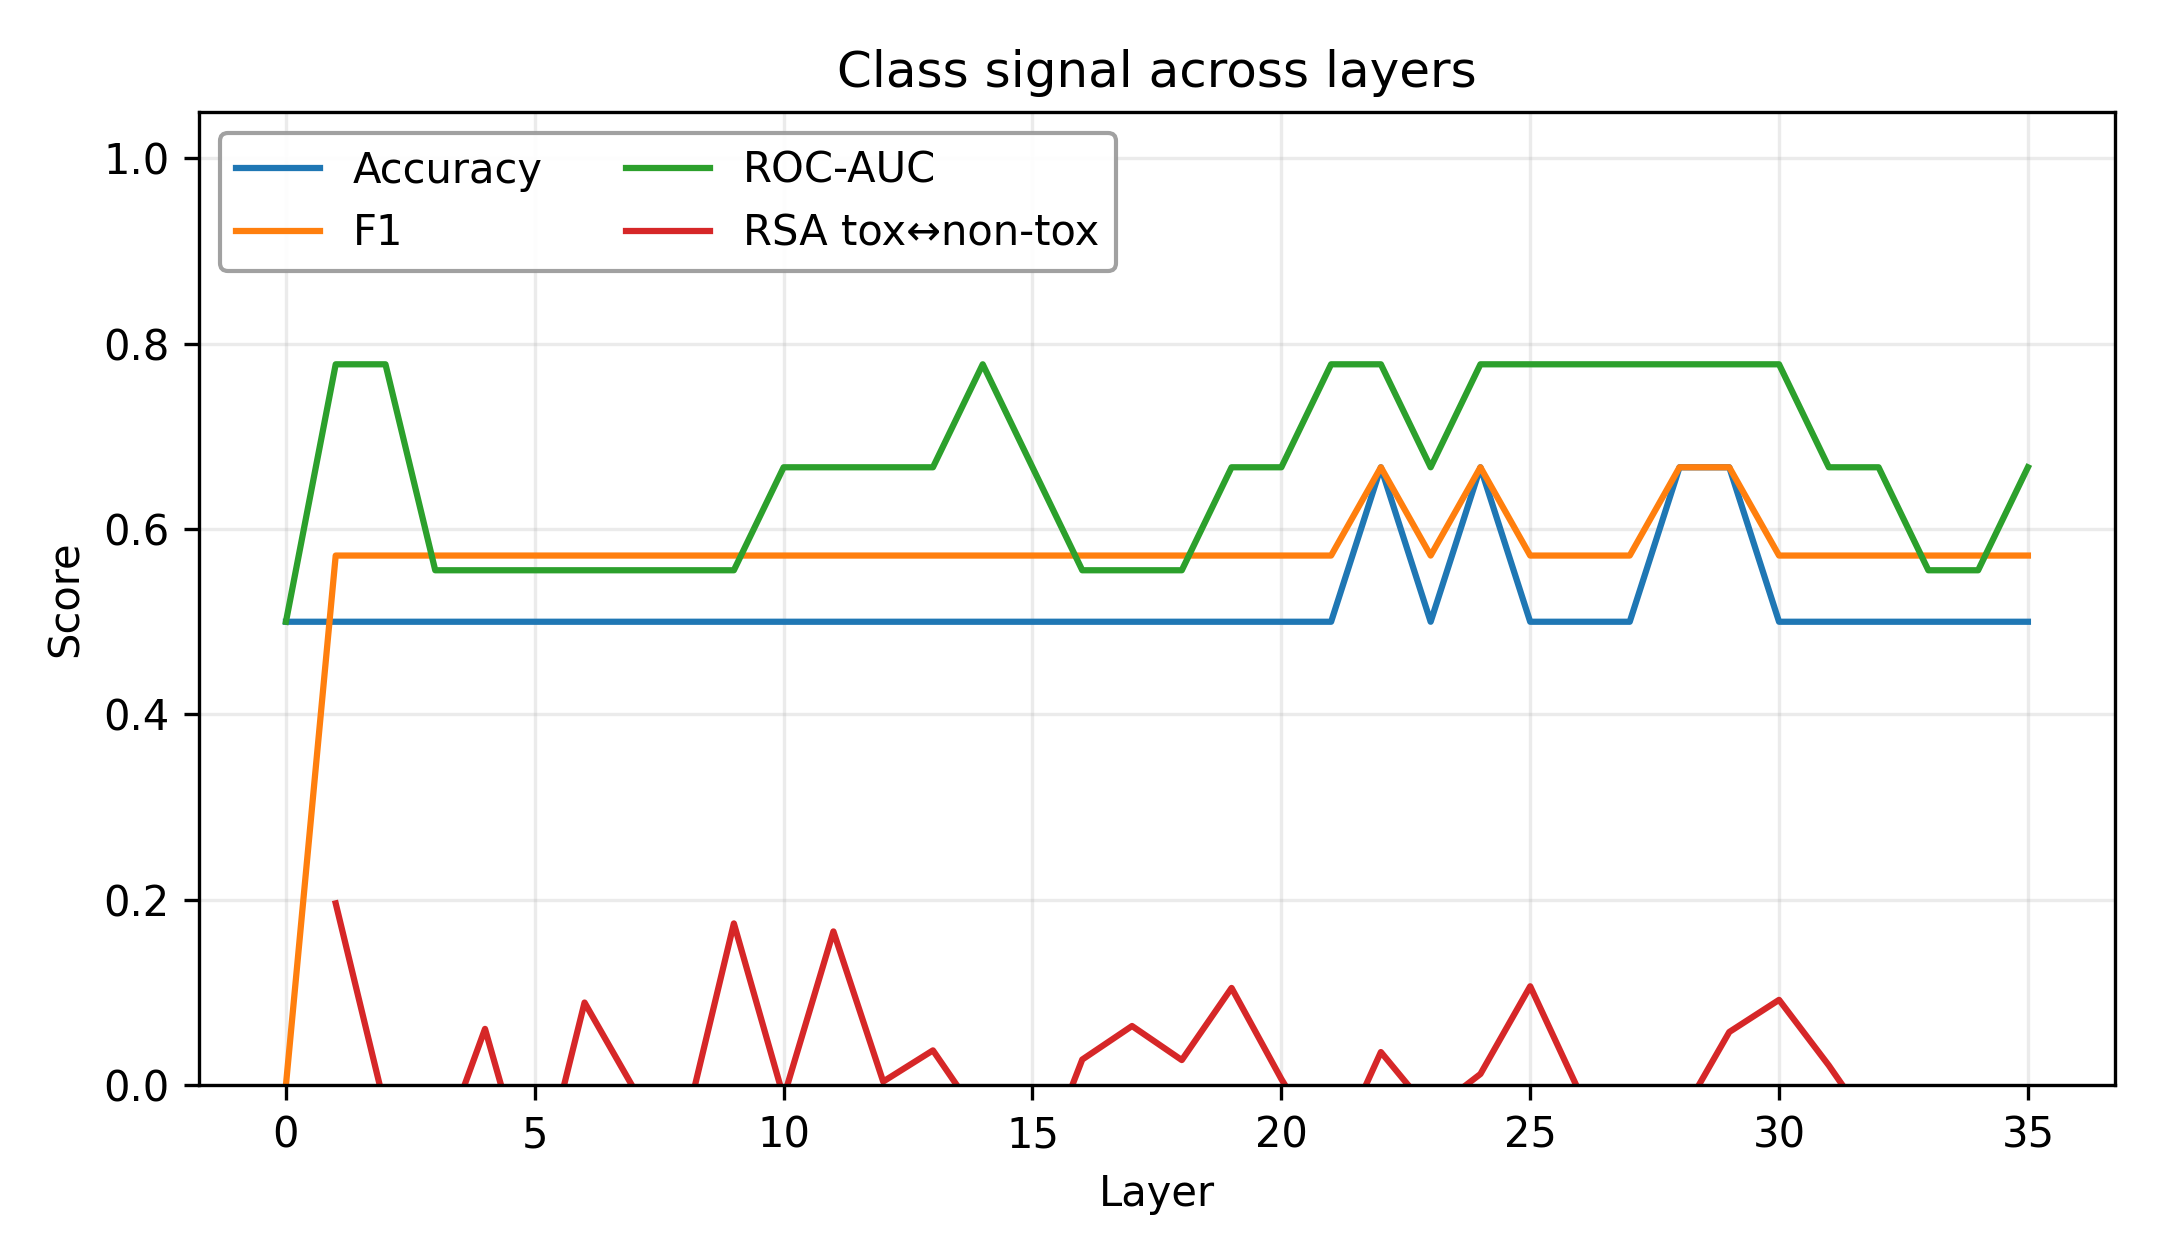 Class signal across layers
Accuracy
F1
ROC-AUC
RSA tox↔non-tox
Score
1.0
0.8
0.6
0.4
0.2
0.0
0 5 10 15 20 25 30 35
Layer